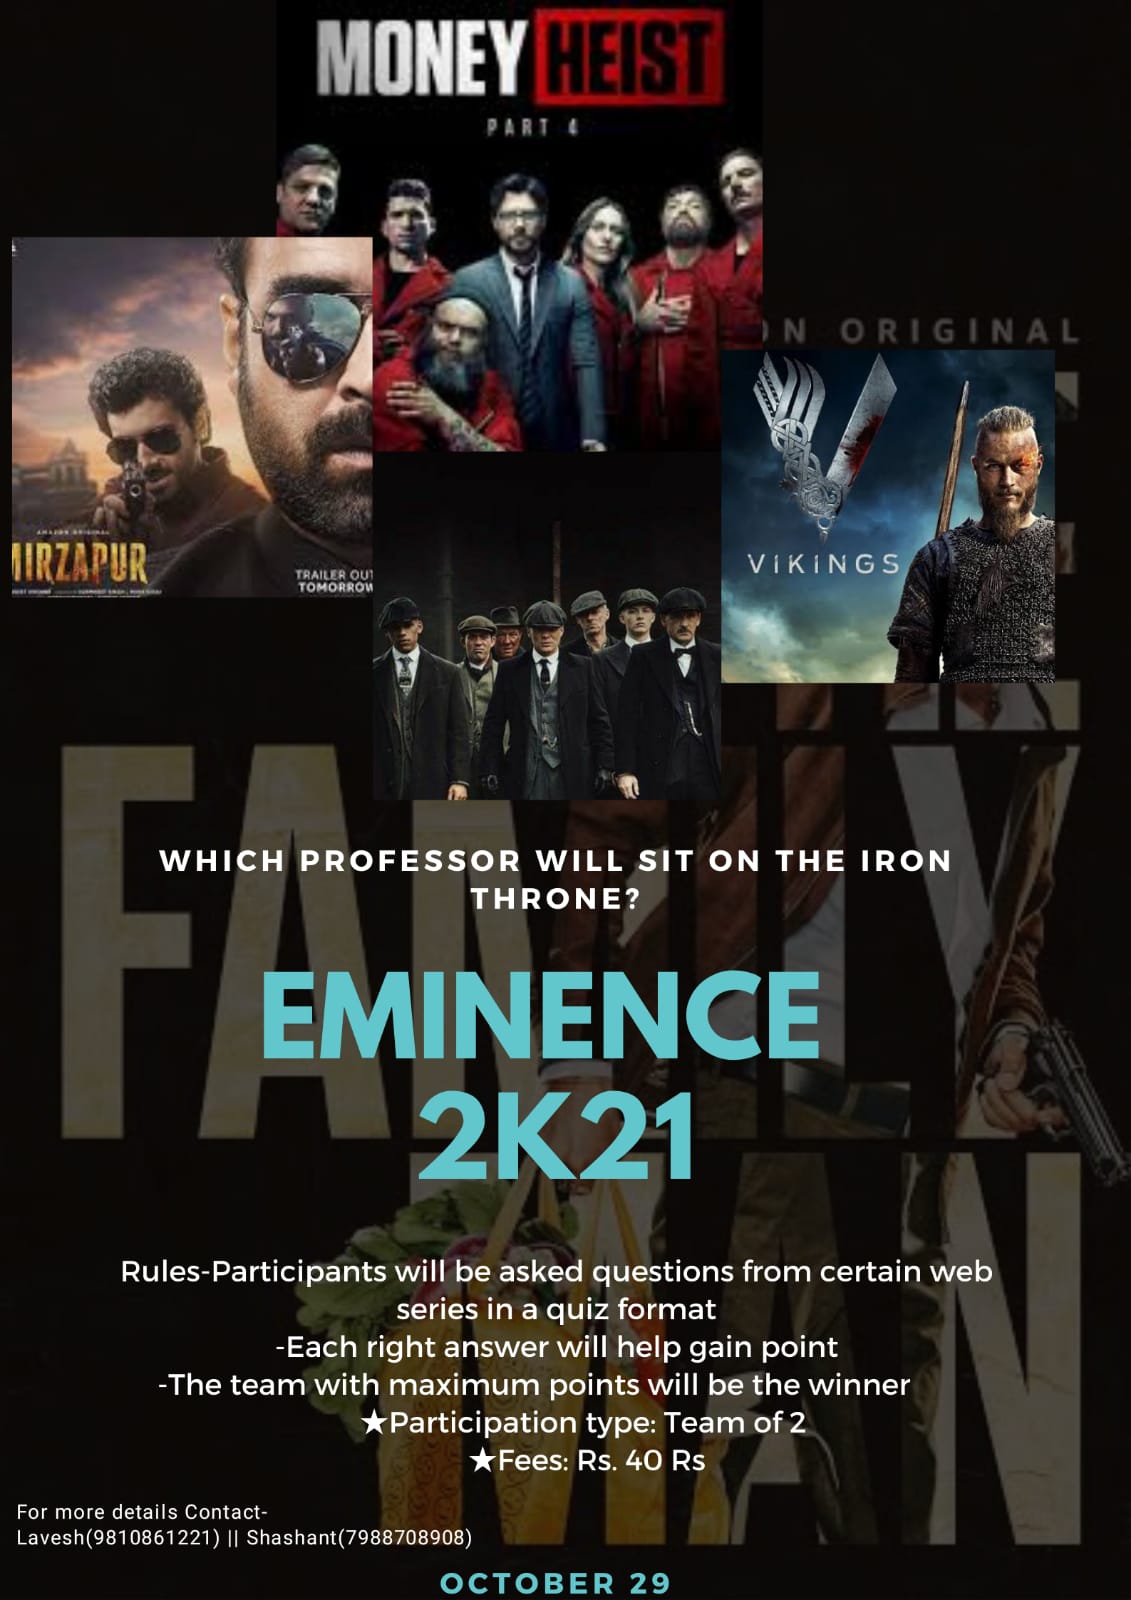 MONEY HEIST
PART 4
ON ORIGINAL
AMAZON ORIGINAL
MIRZAPUR
TRAILER OUT
TOMORROW
VIKINGS
FAMILY
MAN
WHICH PROFESSOR WILL SIT ON THE IRON
THRONE?
EMINENCE
2K21
Rules-Participants will be asked questions from certain web
series in a quiz format
-Each right answer will help gain point
-The team with maximum points will be the winner
★Participation type: Team of 2
★Fees: Rs. 40 Rs
For more details Contact-
Lavesh(9810861221) || Shashant(7988708908)
OCTOBER 29